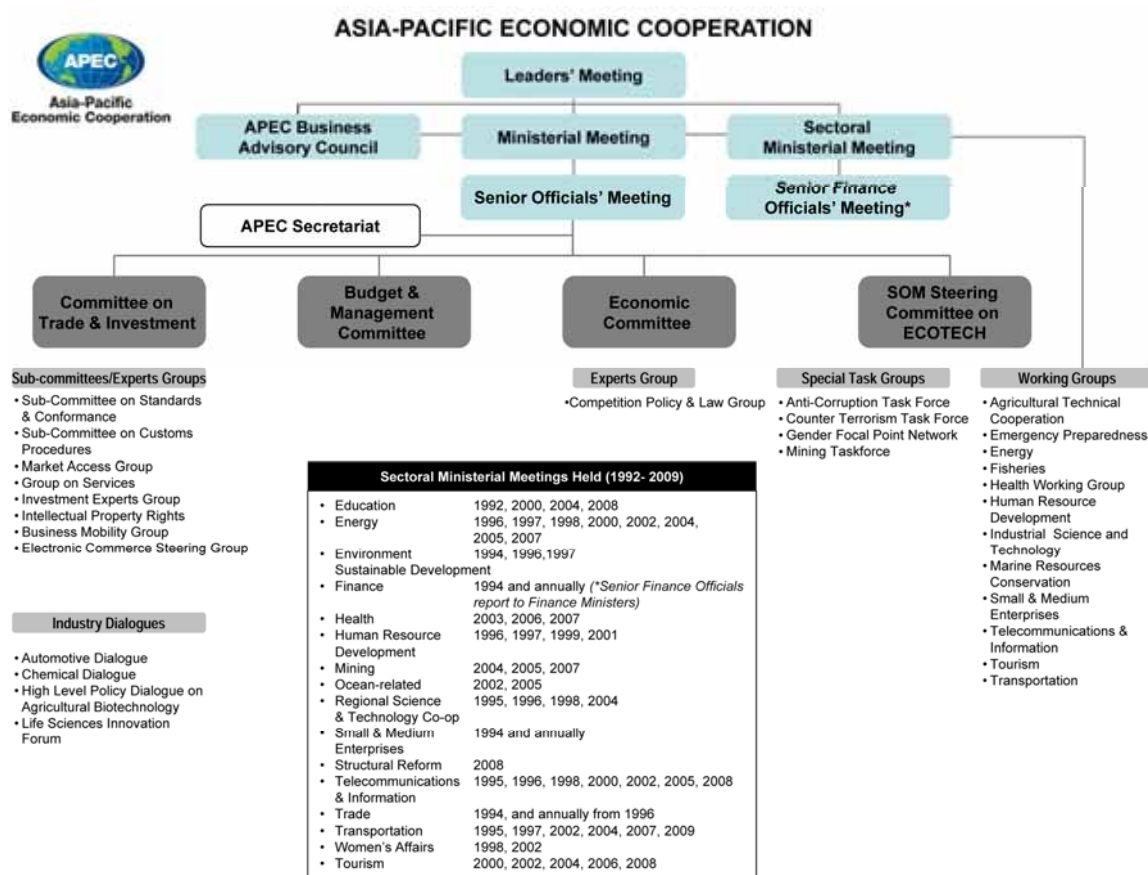 ASIA-PACIFIC ECONOMIC COOPERATION
APEC
Asia-Pacific
Economic Cooperation
Leaders' Meeting
APEC Business
Advisory Council
Ministerial Meeting
Sectoral
Ministerial Meeting
Senior Officials' Meeting
Senior Finance
Officials' Meeting*
APEC Secretariat
Committee on
Trade & Investment
Budget &
Management
Committee
Economic
Committee
SOM Steering
Committee on
ECOTECH
Sub-committees/Experts Groups
• Sub-Committee on Standards
& Conformance
• Sub-Committee on Customs
Procedures
• Market Access Group
• Group on Services
• Investment Experts Group
• Intellectual Property Rights
• Business Mobility Group
• Electronic Commerce Steering Group
Industry Dialogues
• Automotive Dialogue
• Chemical Dialogue
• High Level Policy Dialogue on
Agricultural Biotechnology
• Life Sciences Innovation
Forum
Experts Group
•Competition Policy & Law Group
Special Task Groups
• Anti-Corruption Task Force
• Counter Terrorism Task Force
• Gender Focal Point Network
• Mining Taskforce
Working Groups
• Agricultural Technical
Cooperation
• Emergency Preparedness
• Energy
• Fisheries
• Health Working Group
• Human Resource
Development
• Industrial Science and
Technology
• Marine Resources
Conservation
• Small & Medium
Enterprises
• Telecommunications &
Information
• Tourism
• Transportation
Sectoral Ministerial Meetings Held (1992- 2009)
• Education 1992, 2000, 2004, 2008
• Energy 1996, 1997, 1998, 2000, 2002, 2004,
2005, 2007
• Environment 1994, 1996,1997
Sustainable Development
• Finance 1994 and annually (*Senior Finance Officials
report to Finance Ministers)
• Health 2003, 2006, 2007
• Human Resource 1996, 1997, 1999, 2001
Development
• Mining 2004, 2005, 2007
• Ocean-related 2002, 2005
• Regional Science 1995, 1996, 1998, 2004
& Technology Co-op
• Small & Medium 1994 and annually
Enterprises
• Structural Reform 2008
• Telecommunications 1995, 1996, 1998, 2000, 2002, 2005, 2008
& Information
• Trade 1994, and annually from 1996
• Transportation 1995, 1997, 2002, 2004, 2007, 2009
• Women's Affairs 1998, 2002
• Tourism 2000, 2002, 2004, 2006, 2008